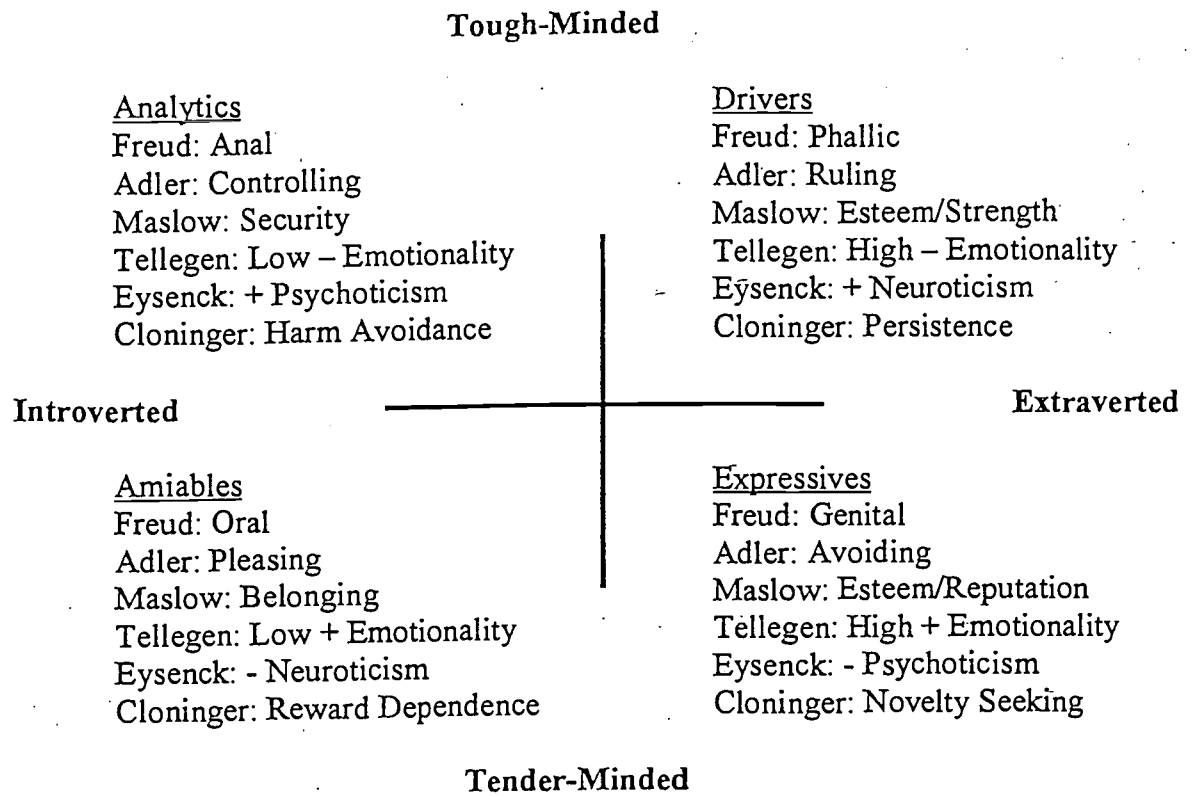 Tough-Minded
Analytics
Freud: Anal
Adler: Controlling
Maslow: Security
Tellegen: Low – Emotionality
Eysenck: + Psychoticism
Cloninger: Harm Avoidance
Drivers
Freud: Phallic
Adler: Ruling
Maslow: Esteem/Strength
Tellegen: High – Emotionality
Eysenck: + Neuroticism
Cloninger: Persistence
Introverted
Extraverted
Amiables
Freud: Oral
Adler: Pleasing
Maslow: Belonging
Tellegen: Low + Emotionality
Eysenck: - Neuroticism
Cloninger: Reward Dependence
Expressives
Freud: Genital
Adler: Avoiding
Maslow: Esteem/Reputation
Tellegen: High + Emotionality
Eysenck: - Psychoticism
Cloninger: Novelty Seeking
Tender-Minded